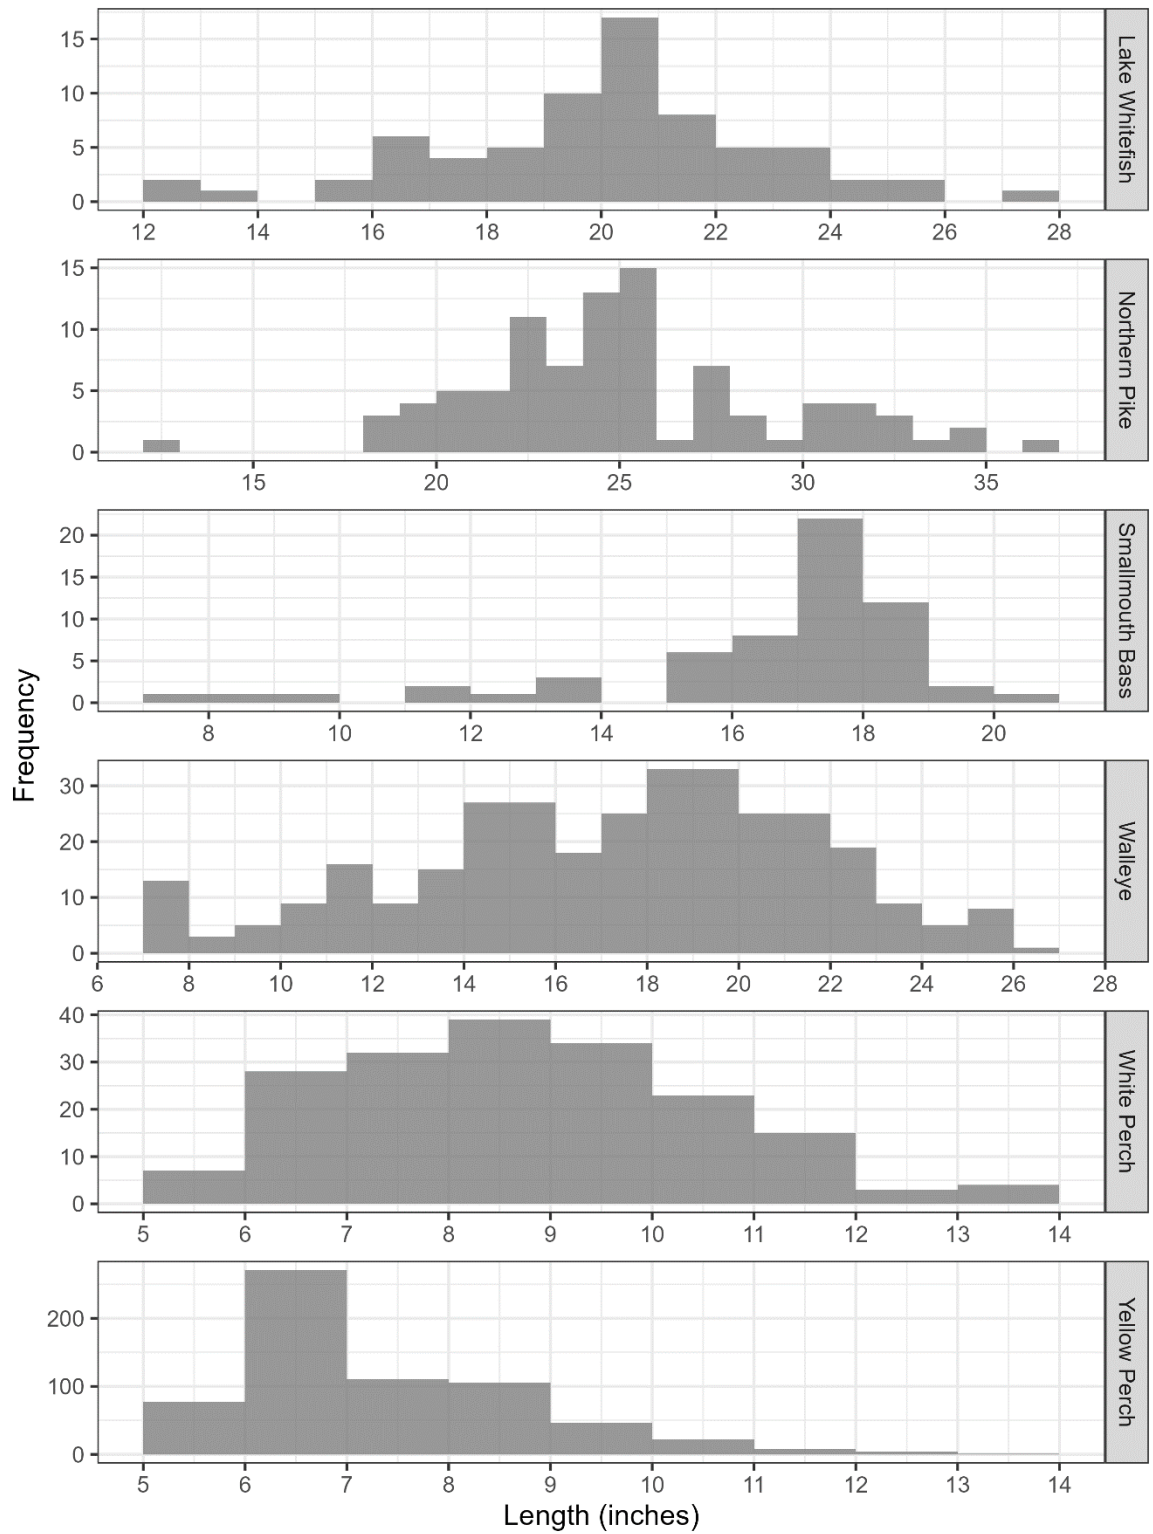 15
10
5
0
12 14 16 18 20 22 24 26 28
Lake Whitefish
15
10
5
0
15 20 25 30 35
Northern Pike
20
15
10
5
0
8 10 12 14 16 18 20
Smallmouth Bass
Frequency
30
20
10
0
6 8 10 12 14 16 18 20 22 24 26 28
Walleye
40
30
20
10
0
5 6 7 8 9 10 11 12 13 14
White Perch
200
100
0
5 6 7 8 9 10 11 12 13 14
Yellow Perch
Length (inches)